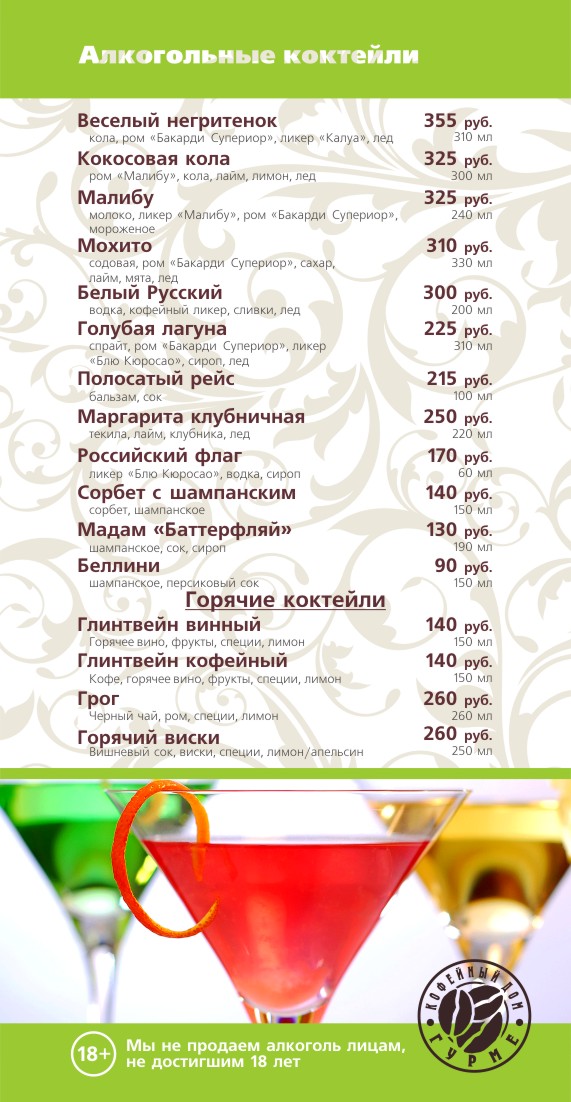 Алкогольные коктейли
Веселый негритенок 355 руб.
кола, ром «Бакарди Супериор», ликер «Калуа», лед 310 мл
Кокосовая кола 325 руб.
ром «Малибу», кола, лайм, лимон, лед 300 мл
Малибу 325 руб.
молоко, ликер «Малибу», ром «Бакарди Супериор», 240 мл
мороженое
Мохито 310 руб.
содовая, ром «Бакарди Супериор», сахар, 330 мл
лайм, мята, лед
Белый Русский 300 руб.
водка, кофейный ликер, сливки, лед 200 мл
Голубая лагуна 225 руб.
спрайт, ром «Бакарди Супериор», ликер 310 мл
«Блю Кюросао», сироп, лед
Полосатый рейс 215 руб.
бальзам, сок 100 мл
Маргарита клубничная 250 руб.
текила, лайм, клубника, лед 220 мл
Российский флаг 170 руб.
ликер «Блю Кюросао», водка, сироп 60 мл
Сорбет с шампанским 140 руб.
сорбет, шампанское 150 мл
Мадам «Баттерфляй» 130 руб.
шампанское, сок, сироп 190 мл
Беллини 90 руб.
шампанское, персиковый сок 150 мл
Горячие коктейли
Глинтвейн винный 140 руб.
Горячее вино, фрукты, специи, лимон 150 мл
Глинтвейн кофейный 140 руб.
Кофе, горячее вино, фрукты, специи, лимон 150 мл
Грог 260 руб.
Черный чай, ром, специи, лимон 260 мл
Горячий виски 260 руб.
Вишневый сок, виски, специи, лимон/апельсин 250 мл
КОФЕЙНЫЙ ДОМ
ГУРМЕ
18+ Мы не продаем алкоголь лицам,
не достигшим 18 лет